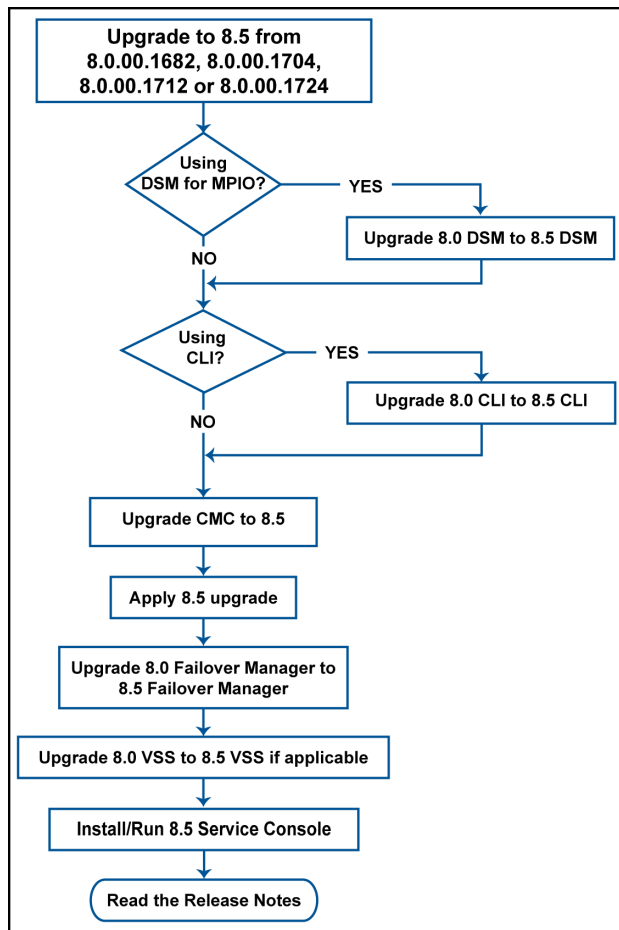 Upgrade to 8.5 from
8.0.00.1682, 8.0.00.1704,
8.0.00.1712 or 8.0.00.1724
Using
DSM for MPIO?
YES
Upgrade 8.0 DSM to 8.5 DSM
NO
Using
CLI?
YES
Upgrade 8.0 CLI to 8.5 CLI
NO
Upgrade CMC to 8.5
Apply 8.5 upgrade
Upgrade 8.0 Failover Manager to
8.5 Failover Manager
Upgrade 8.0 VSS to 8.5 VSS if applicable
Install/Run 8.5 Service Console
Read the Release Notes